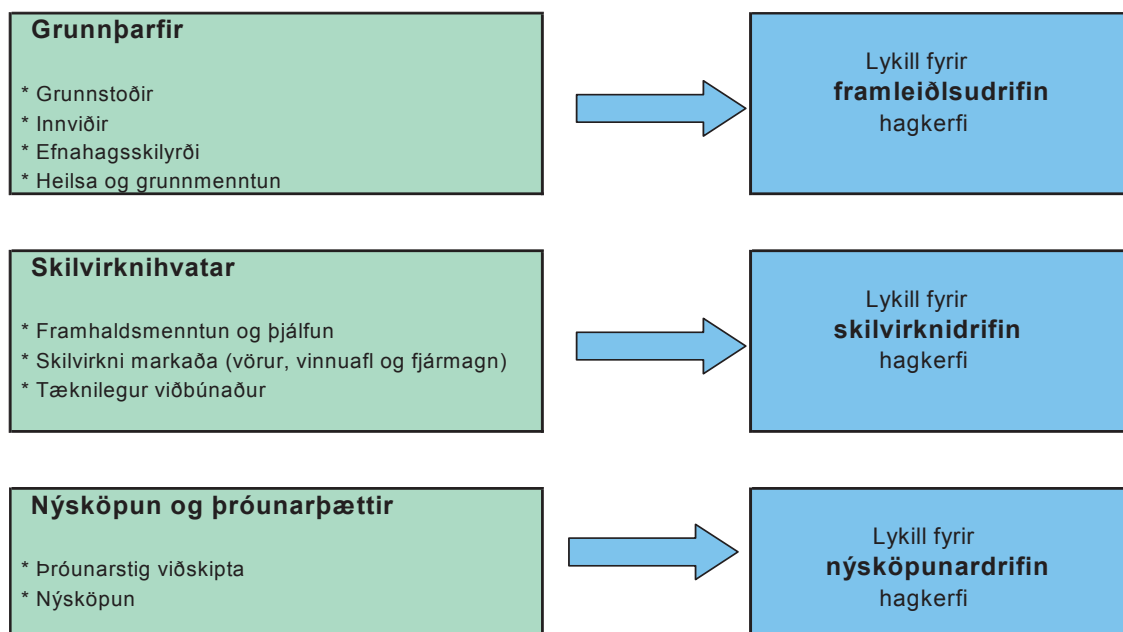 Grunnþarfir
* Grunnstoðir
* Innviðir
* Efnahagsskilyrði
* Heilsa og grunnmenntun
Lykill fyrir
framleiðlsudrifin
hagkerfi
Skilvirknihvatar
* Framhaldsmenntun og þjálfun
* Skilvirkni markaða (vörur, vinnuafl og fjármagn)
* Tæknilegur viðbúnaður
Lykill fyrir
skilvirknidrifin
hagkerfi
Nýsköpun og þróunarþættir
* Þróunarstig viðskipta
* Nýsköpun
Lykill fyrir
nýsköpunardrifin
hagkerfi